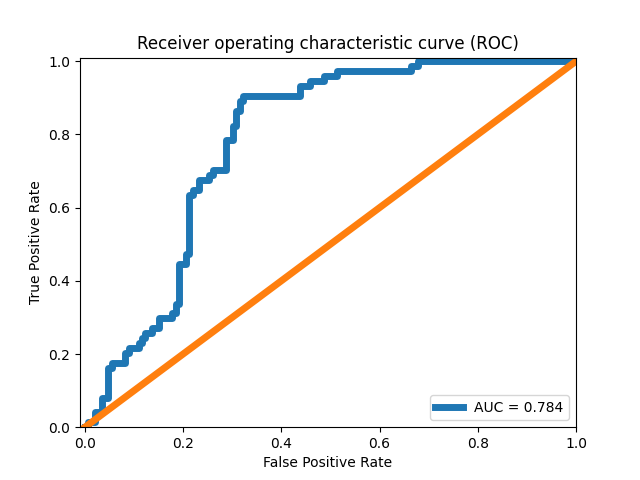 Receiver operating characteristic curve (ROC)
True Positive Rate
1.0
0.8
0.6
0.4
0.2
0.0
AUC = 0.784
0.0 0.2 0.4 0.6 0.8 1.0
False Positive Rate